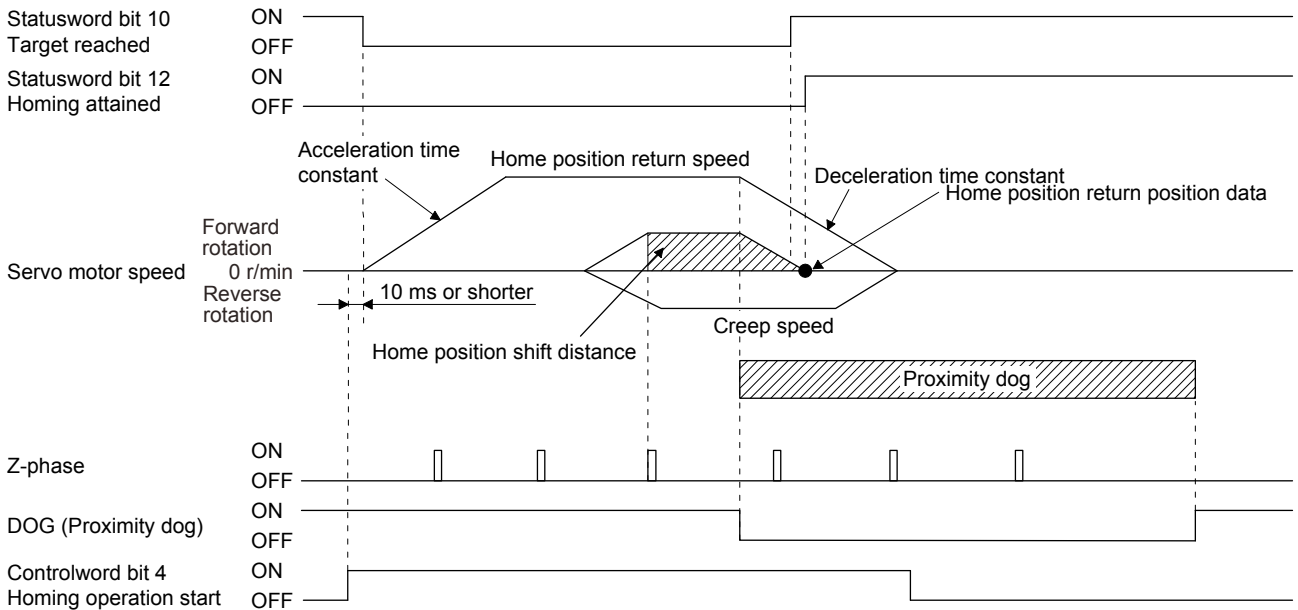 Statusword bit 10
Target reached
ON
OFF
Statusword bit 12
Homing attained
ON
OFF
Acceleration time
constant
Home position return speed
Deceleration time constant
Home position return position data
Forward
rotation
Servo motor speed
0 r/min
Reverse
rotation
10 ms or shorter
Creep speed
Home position shift distance
Proximity dog
Z-phase
ON
OFF
DOG (Proximity dog)
ON
OFF
Controlword bit 4
Homing operation start
ON
OFF